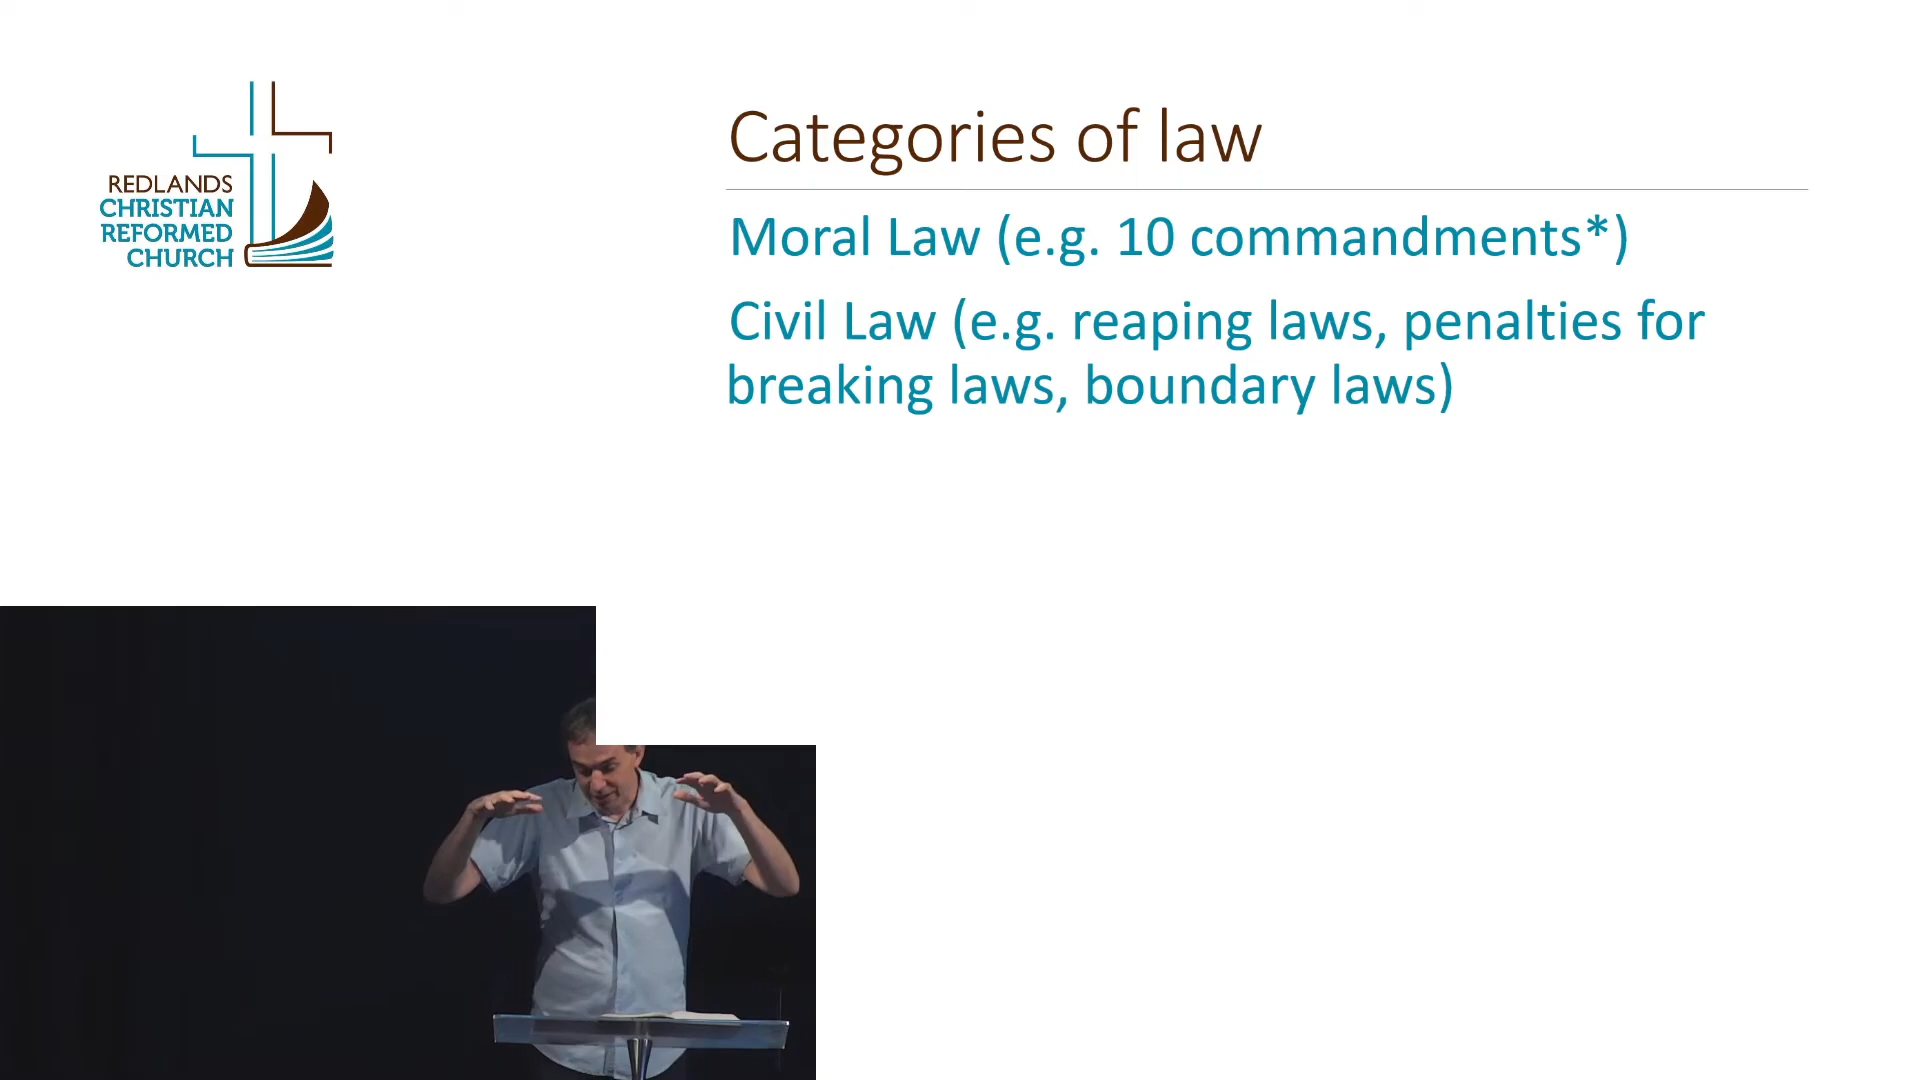 REDLANDS
CHRISTIAN
REFORMED
CHURCH
Categories of law
Moral Law (e.g. 10 commandments*)
Civil Law (e.g. reaping laws, penalties for
breaking laws, boundary laws)